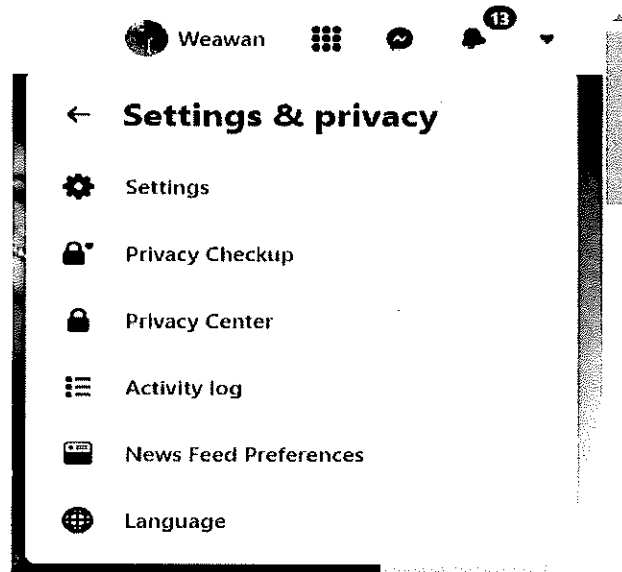 Weawan
13
Settings & privacy
Settings
Privacy Checkup
Privacy Center
Activity log
News Feed Preferences
Language